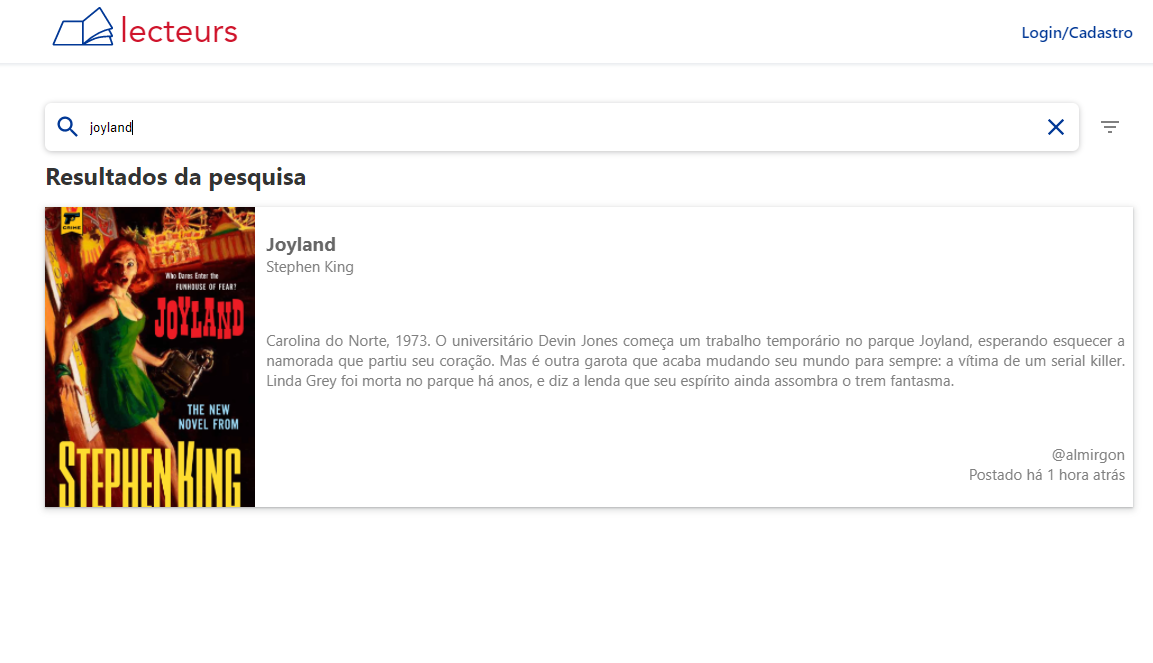 lecteurs
Login/Cadastro
joyland
Resultados da pesquisa
CRIME
Who Dares Enter the
FUNHOUSE OF FEAR?
JOYLAND
THE NEW
NOVEL FROM
STEPHEN KING
Joyland
Stephen King
Carolina do Norte, 1973. O universitário Devin Jones começa um trabalho temporário no parque Joyland, esperando esquecer a
namorada que partiu seu coração. Mas é outra garota que acaba mudando seu mundo para sempre: a vítima de um serial killer.
Linda Grey foi morta no parque há anos, e diz a lenda que seu espírito ainda assombra o trem fantasma.
@almirgon
Postado há 1 hora atrás